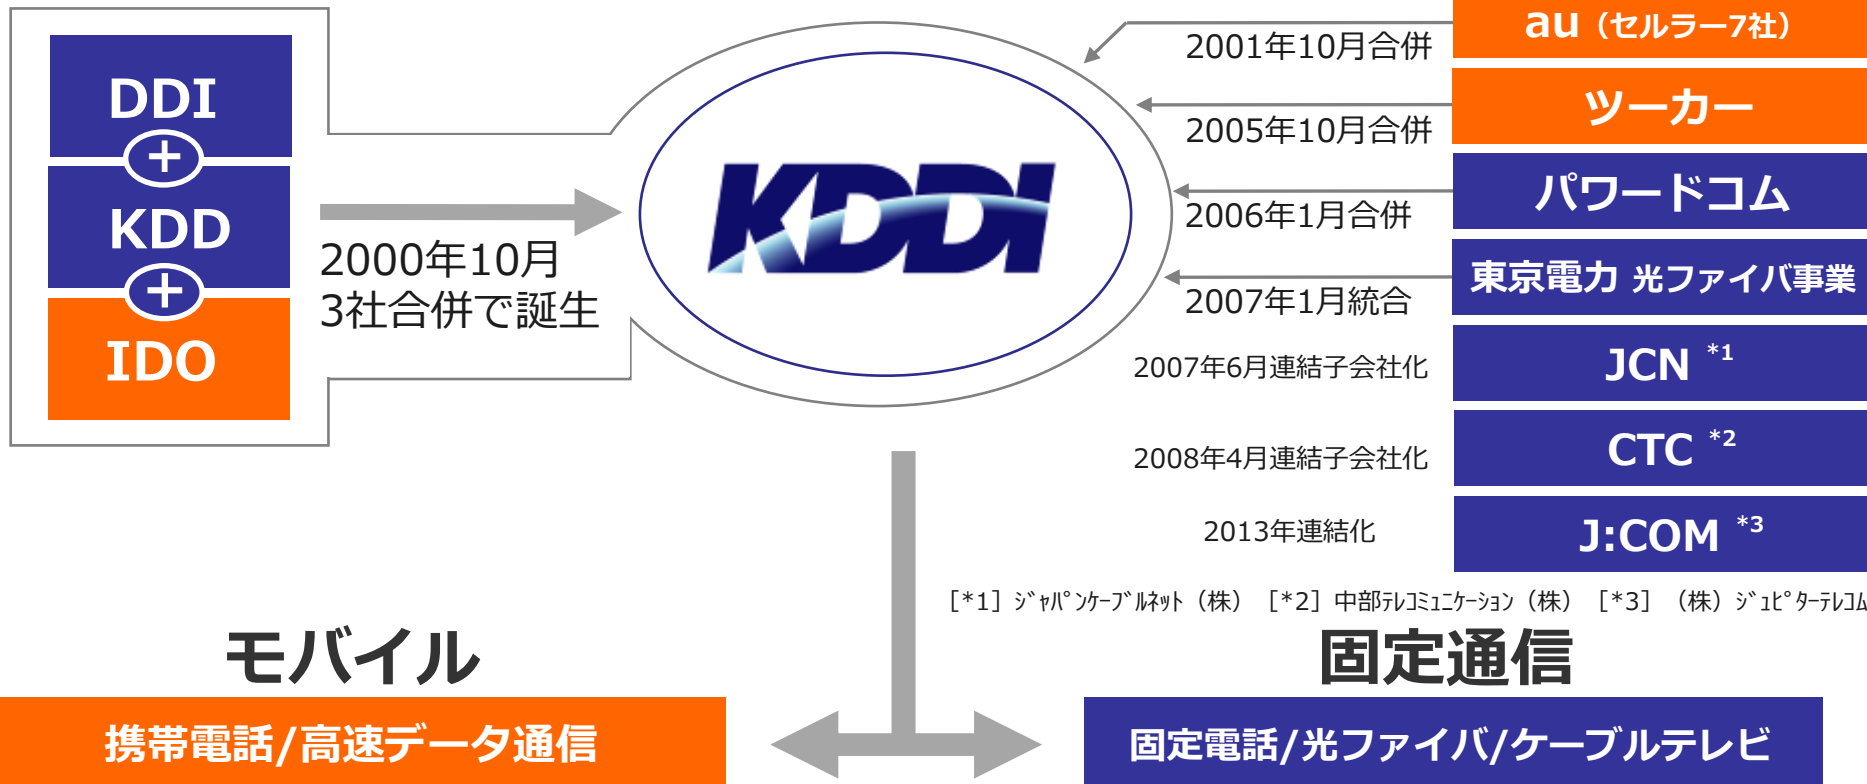 DDI
+
KDD
+
IDO
2000年10月
3社合併で誕生
KDDI
au（セルラー7社）
2001年10月合併
ツーカー
2005年10月合併
パワードコム
2006年1月合併
東京電力 光ファイバ事業
2007年1月統合
2007年6月連結子会社化
JCN *1
2008年4月連結子会社化
CTC *2
2013年連結化
J:COM *3
［*1］ｼﾞｬﾊﾟﾝｹｰﾌﾞﾙﾈｯﾄ（株）［*2］中部ﾃﾚｺﾐｭﾆｹｰｼｮﾝ（株）［*3］（株）ｼﾞｭﾋﾟﾀｰﾃﾚｺﾑ
モバイル
携帯電話/高速データ通信
固定通信
固定電話/光ファイバ/ケーブルテレビ